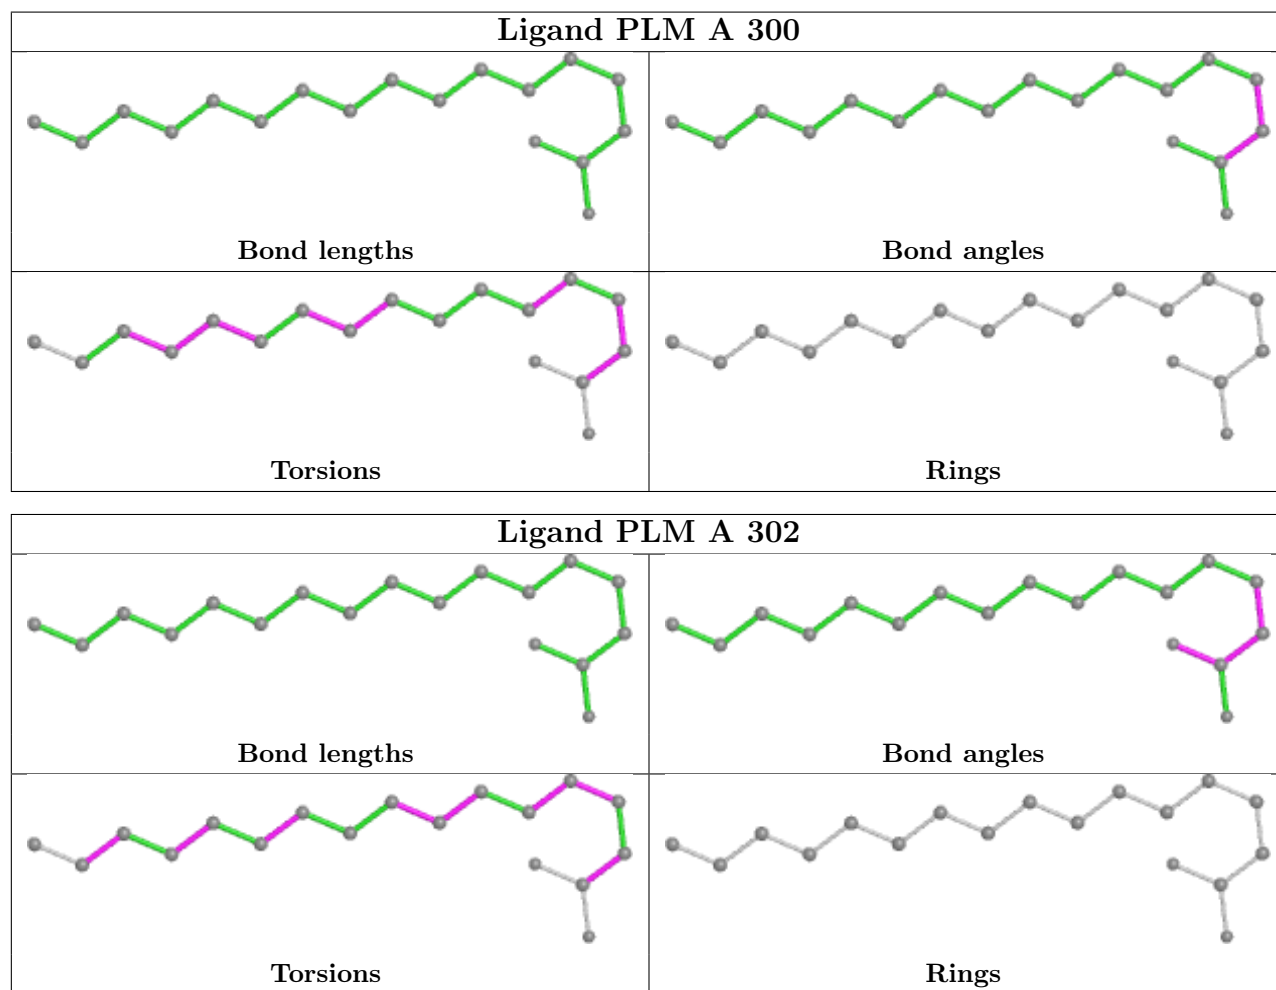 Ligand PLM A 300
Bond lengths
Bond angles
Torsions
Rings
Ligand PLM A 302
Bond lengths
Bond angles
Torsions
Rings